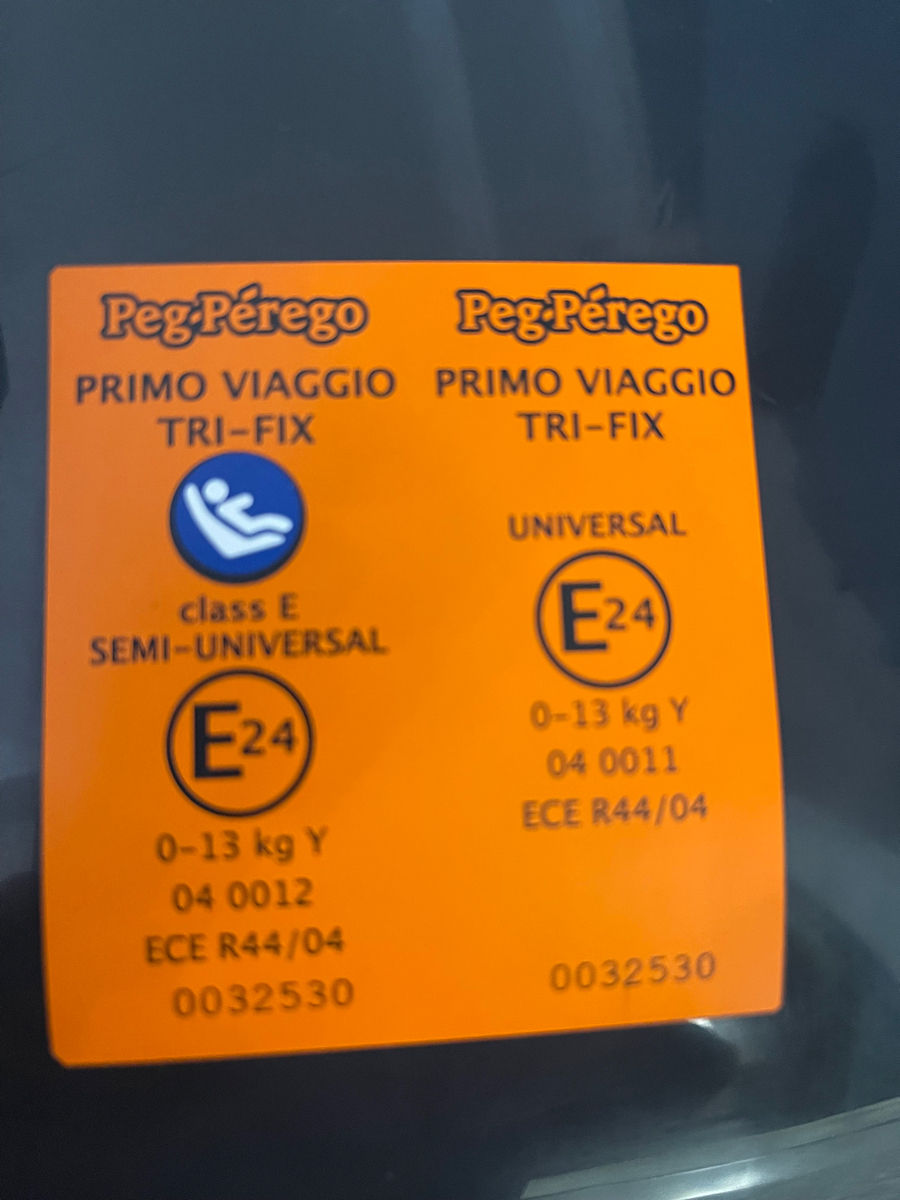 Peg-Pérego
PRIMO VIAGGIO
TRI-FIX
class E
SEMI-UNIVERSAL
E24
0-13 kg Y
04 0012
ECE R44/04
0032530
Peg-Pérego
PRIMO VIAGGIO
TRI-FIX
UNIVERSAL
E24
0-13 kg Y
04 0011
ECE R44/04
0032530